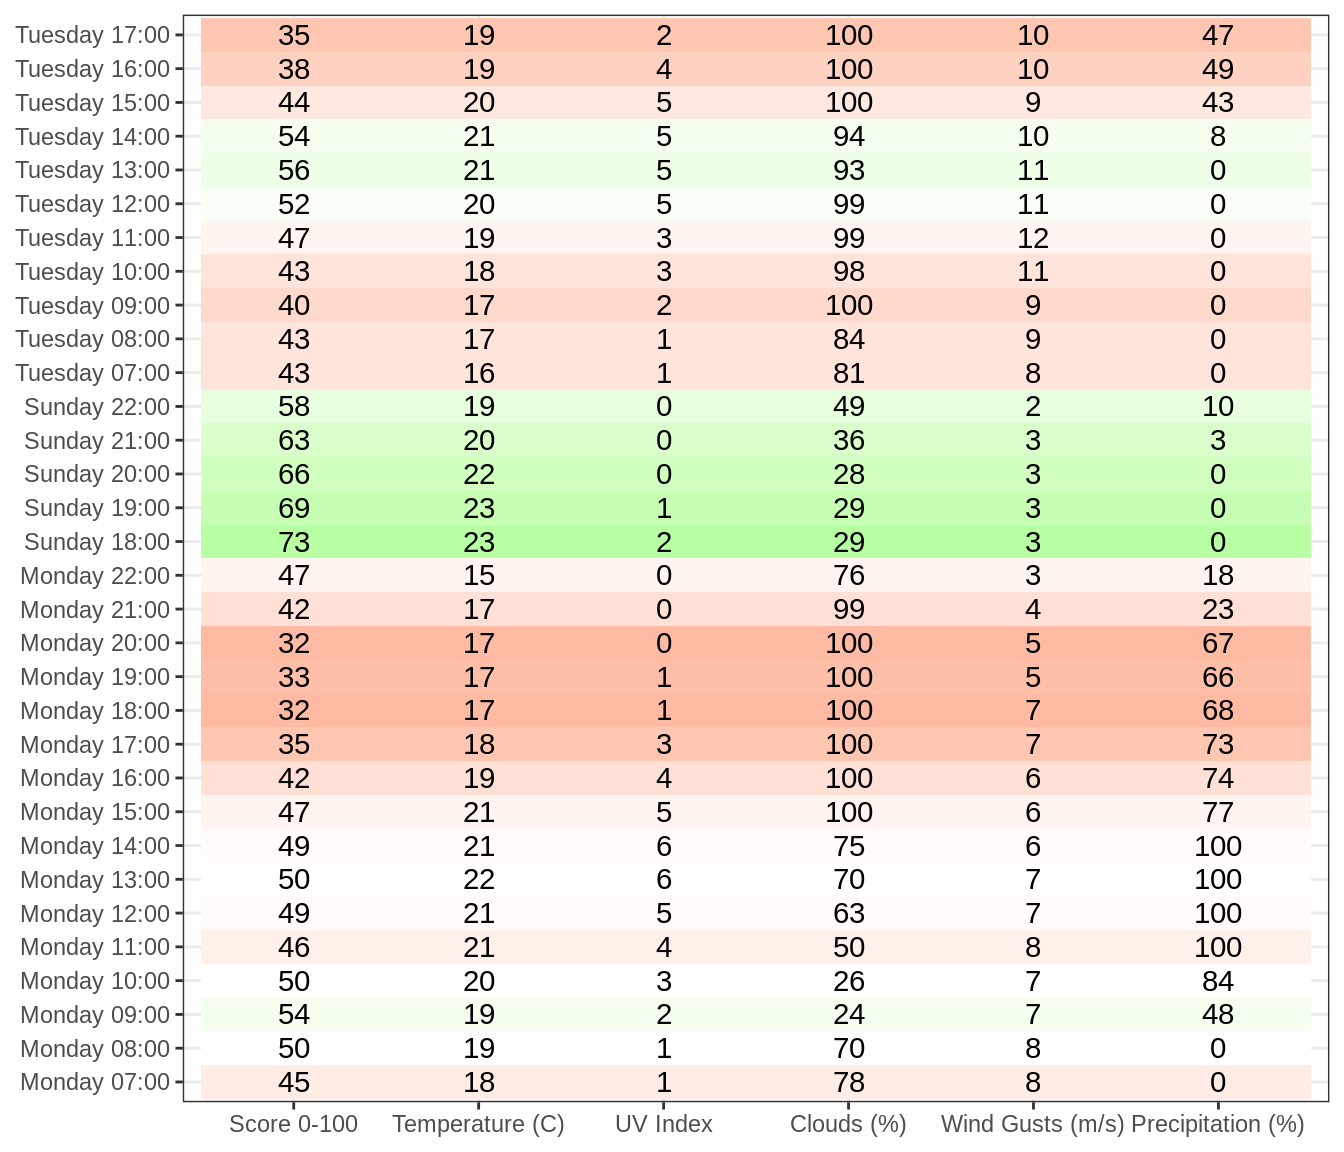 Tuesday 17:00 35 19 2 100 10 47
Tuesday 16:00 38 19 4 100 10 49
Tuesday 15:00 44 20 5 100 9 43
Tuesday 14:00 54 21 5 94 10 8
Tuesday 13:00 56 21 5 93 11 0
Tuesday 12:00 52 20 5 99 11 0
Tuesday 11:00 47 19 3 99 12 0
Tuesday 10:00 43 18 3 98 11 0
Tuesday 09:00 40 17 2 100 9 0
Tuesday 08:00 43 17 1 84 9 0
Tuesday 07:00 43 16 1 81 8 0
Sunday 22:00 58 19 0 49 2 10
Sunday 21:00 63 20 0 36 3 3
Sunday 20:00 66 22 0 28 3 0
Sunday 19:00 69 23 1 29 3 0
Sunday 18:00 73 23 2 29 3 0
Monday 22:00 47 15 0 76 3 18
Monday 21:00 42 17 0 99 4 23
Monday 20:00 32 17 0 100 5 67
Monday 19:00 33 17 1 100 5 66
Monday 18:00 32 17 1 100 7 68
Monday 17:00 35 18 3 100 7 73
Monday 16:00 42 19 4 100 6 74
Monday 15:00 47 21 5 100 6 77
Monday 14:00 49 21 6 75 6 100
Monday 13:00 50 22 6 70 7 100
Monday 12:00 49 21 5 63 7 100
Monday 11:00 46 21 4 50 8 100
Monday 10:00 50 20 3 26 7 84
Monday 09:00 54 19 2 24 7 48
Monday 08:00 50 19 1 70 8 0
Monday 07:00 45 18 1 78 8 0
Score 0-100 Temperature (C) UV Index Clouds (%) Wind Gusts (m/s) Precipitation (%)